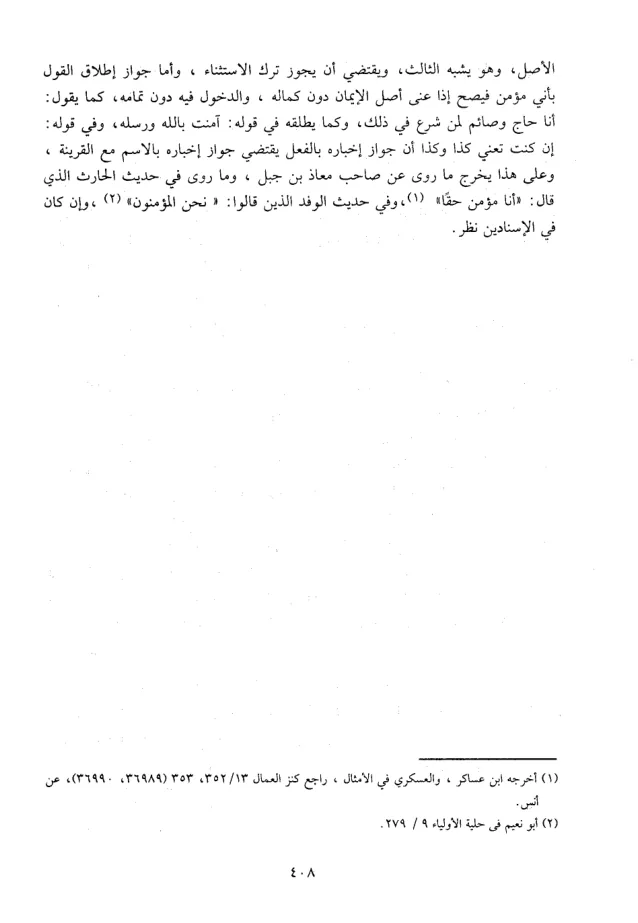 الأصل، وهو يشبه الثالث، ويقتضي أن يجوز ترك الاستثناء ، وأما جواز إطلاق القول
بأني مؤمن فيصح إذا عنى أصل الإيمان دون كماله ، والدخول فيه دون تمامه، كما يقول:
أنا حاج وصائم لمن شرع في ذلك، وكما يطلقه في قوله: آمنت بالله ورسله، وفي قوله:
إن كنت تعني كذا وكذا أن جواز إخباره بالفعل يقتضي جواز إخباره بالاسم مع القرينة ،
وعلى هذا يخرج ما روى عن صاحب معاذ بن جبل ، وما روى في حديث الحارث الذي
قال: «أنا مؤمن حقًا» (١)، وفي حديث الوفد الذين قالوا: « نحن المؤمنون» (٢) ،وإن كان
في الإسنادين نظر.
(١) أخرجه ابن عساكر ، والعسكري في الأمثال ، راجع كنز العمال ٣٥٢/١٣، ٣٥٣ (٣٦٩٨٩، ٣٦٩٩٠)، عن
أنس.
(٢) أبو نعيم فى حلية الأولياء ٩ / ٢٧٩.
٤٠٨